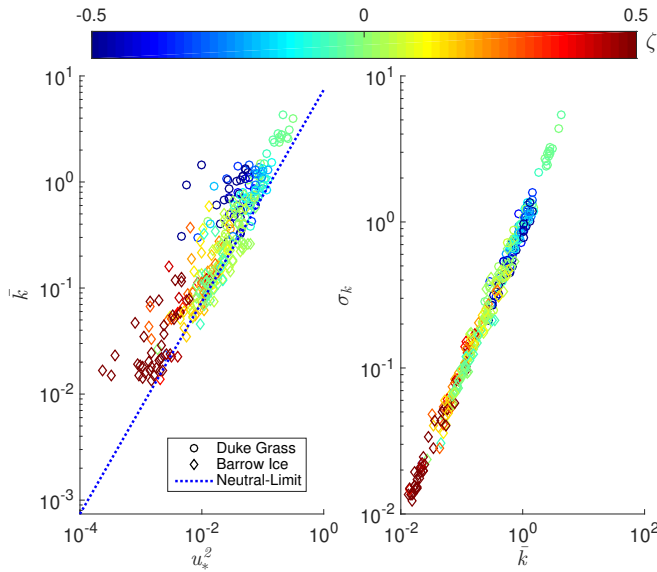 -0.5 0 0.5 ζ
10^1
10^0
10^-1
10^-2
10^-3
k̄
Duke Grass
Barrow Ice
Neutral-Limit
10^-4 10^-2 10^0
u_*^2
10^1
10^0
10^-1
10^-2
σ_k
10^-2 10^0 10^2
k̄